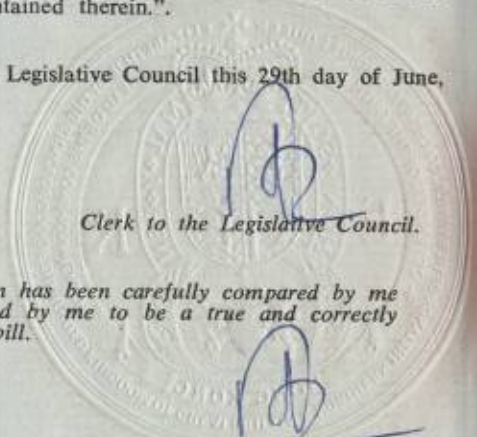 tained therein.".
Legislative Council this 29th day of June,
Clerk to the Legislative Council.
has been carefully compared by me
by me to be a true and correctly
bill.